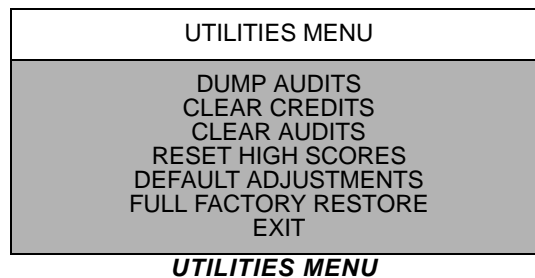 UTILITIES MENU
DUMP AUDITS
CLEAR CREDITS
CLEAR AUDITS
RESET HIGH SCORES
DEFAULT ADJUSTMENTS
FULL FACTORY RESTORE
EXIT
UTILITIES MENU